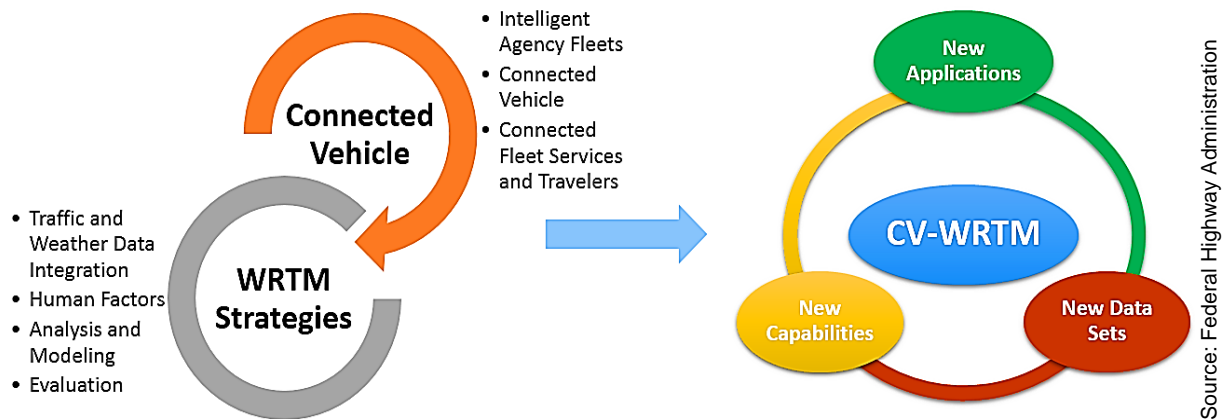 Connected
Vehicle
• Intelligent
Agency Fleets
• Connected
Vehicle
• Connected
Fleet Services
and Travelers
• Traffic and
Weather Data
Integration
• Human Factors
• Analysis and
Modeling
• Evaluation
WRTM
Strategies
New
Applications
CV-WRTM
New
Capabilities
New Data
Sets
Source: Federal Highway Administration